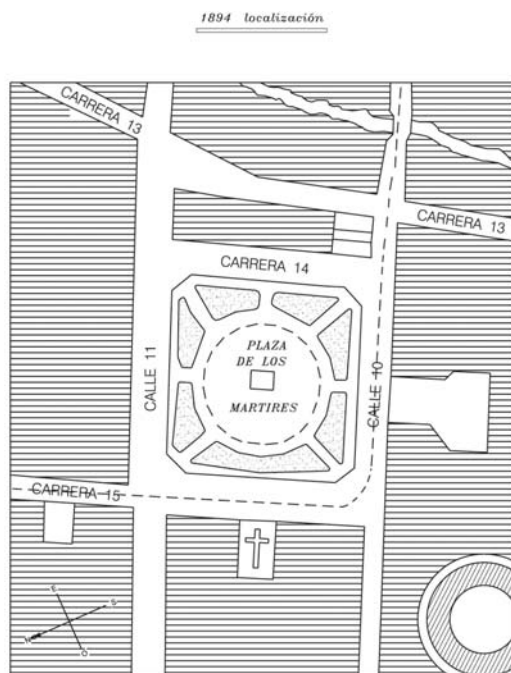 1894 localización
CARRERA 13
CARRERA 13
CARRERA 14
PLAZA
DE LOS
MARTIRES
CALLE 11
CALLE 10
CARRERA 15
E
S
N
O